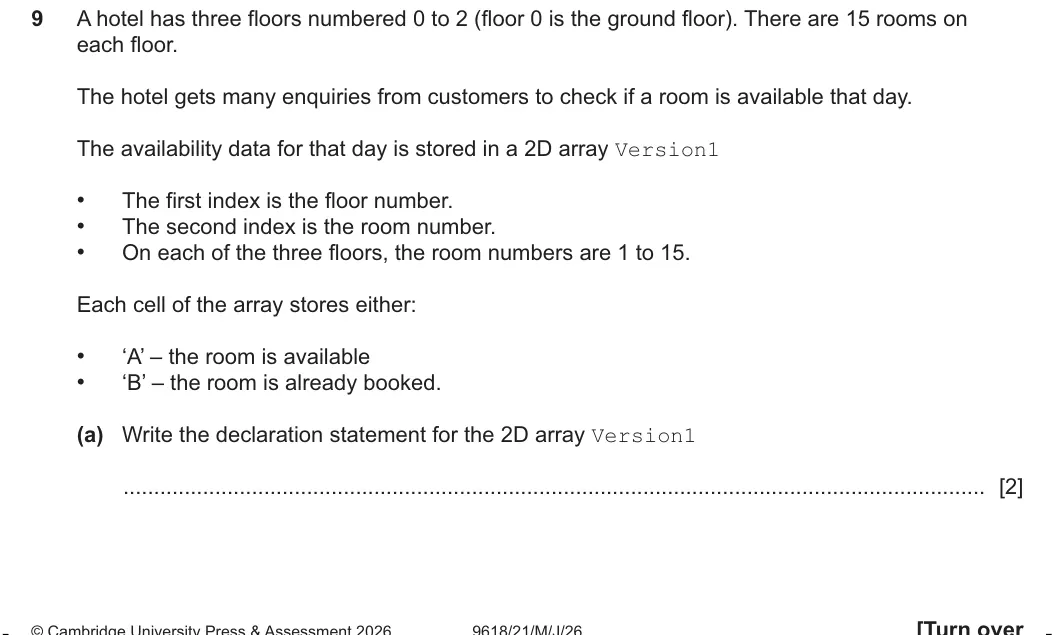 9 A hotel has three floors numbered 0 to 2 (floor 0 is the ground floor). There are 15 rooms on
each floor.
The hotel gets many enquiries from customers to check if a room is available that day.
The availability data for that day is stored in a 2D array Version1
• The first index is the floor number.
• The second index is the room number.
• On each of the three floors, the room numbers are 1 to 15.
Each cell of the array stores either:
• ‘A’ – the room is available
• ‘B’ – the room is already booked.
(a) Write the declaration statement for the 2D array Version1
.......................................................................................................................................... [2]
© Cambridge University Press & Assessment 2026 9618/21/M/J/26 [Turn over